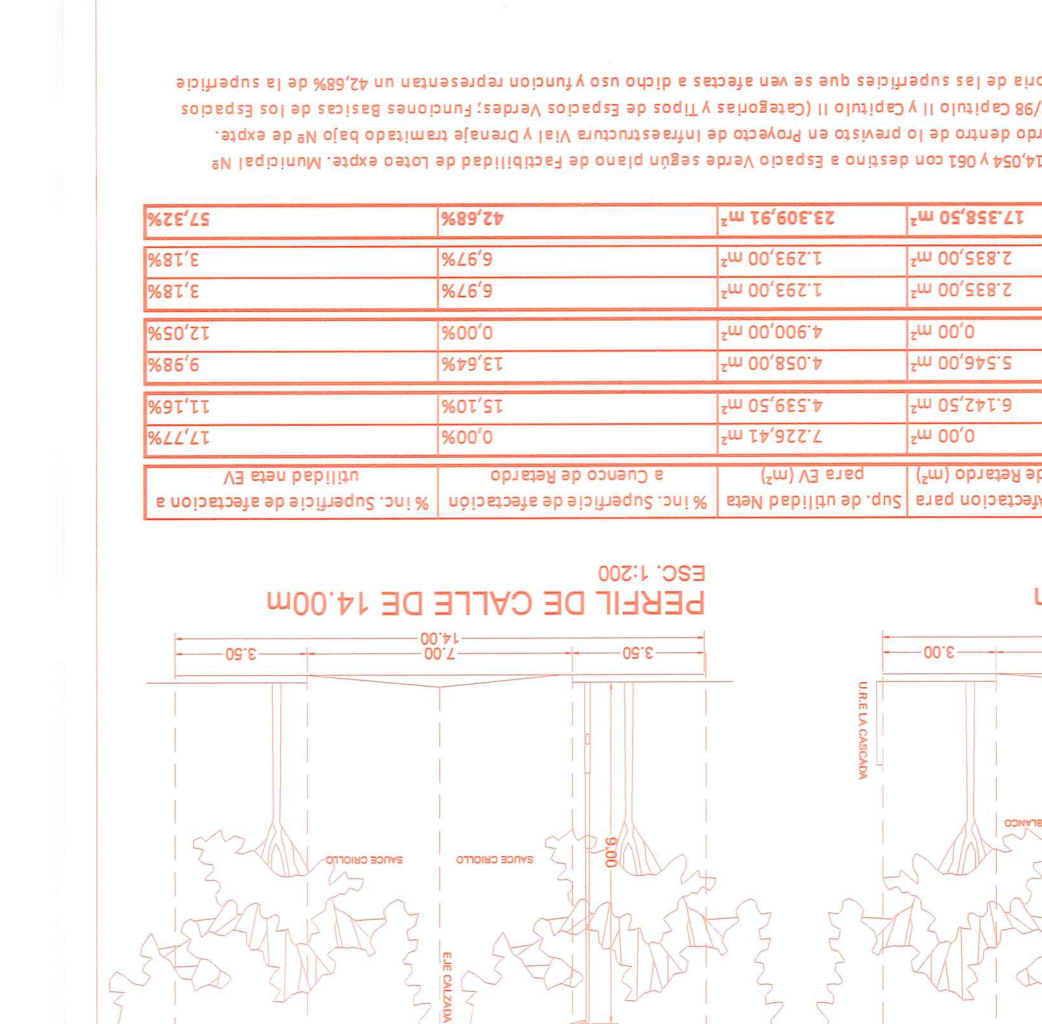 EJE CALZADA
BLANCO
SAUCE CRIOLLO
SAUCE CRIOLLO
9.00
U.R.E LA CASCADA
3.00
3.50 7.00 3.50
14.00
PERFIL DE CALLE DE 14.00m
ESC. 1:200
Afectacion para Sup. de utilidad Neta % inc. Superficie de afectación % inc. Superficie de afectacion a
de Retardo (m²) para EV (m²) a Cuenco de Retardo utilidad neta EV
0,00 m² 7.226,41 m² 0,00% 17,77%
6.142,50 m² 4.539,50 m² 15,10% 11,16%
5.546,00 m² 4.058,00 m² 13,64% 9,98%
0,00 m² 4.900,00 m² 0,00% 12,05%
2.835,00 m² 1.293,00 m² 6,97% 3,18%
2.835,00 m² 1.293,00 m² 6,97% 3,18%
17.358,50 m² 23.309,91 m² 42,68% 57,32%
14,054 y 061 con destino a Espacio Verde según plano de Factibilidad de Loteo expte. Municipal Nº
rdo dentro de lo previsto en Proyecto de Infraestructura Vial y Drenaje tramitado bajo Nº de expte.
/98 Capitulo II y Capitulo II (Categorias y Tipos de Espacios Verdes; Funciones Basicas de los Espacios
oria de las superficies que se ven afectas a dicho uso y funcion representan un 42,68% de la superficie